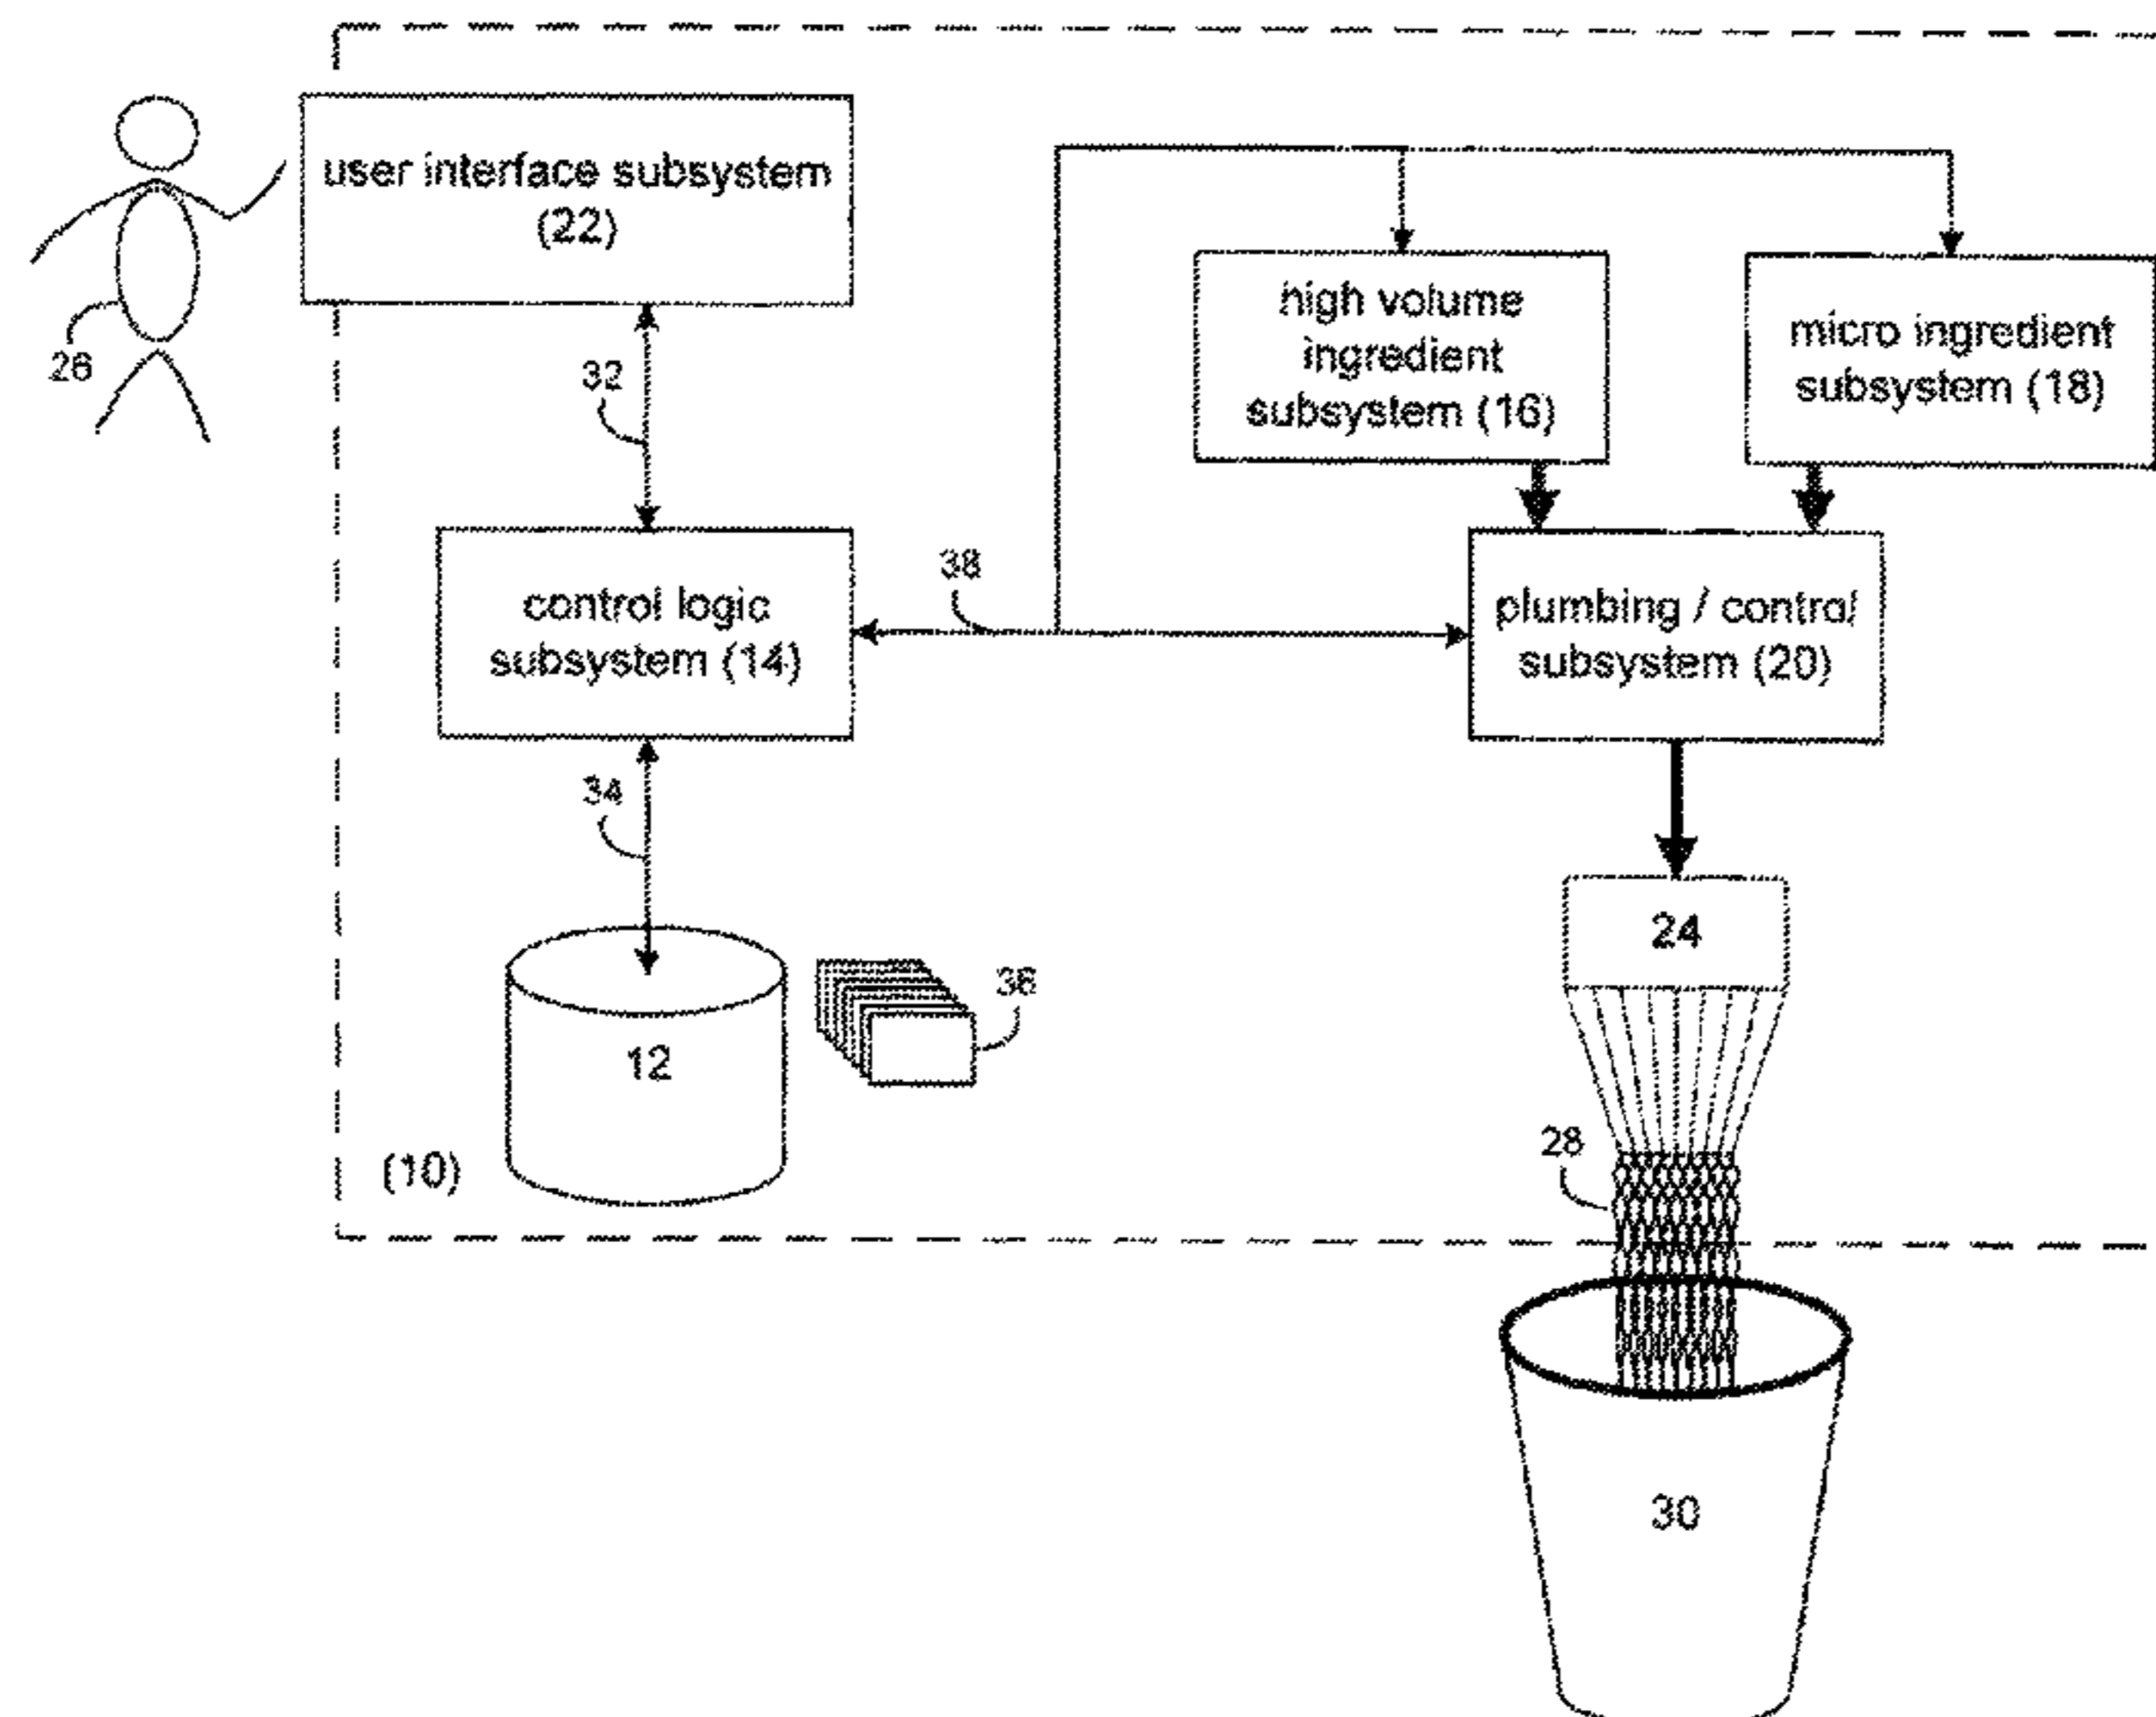 user interface subsystem
(22)
26
32
high volume
ingredient
subsystem (16)
micro ingredient
subsystem (18)
control logic
subsystem (14)
38
plumbing / control
subsystem (20)
34
24
12
36
28
(10)
30